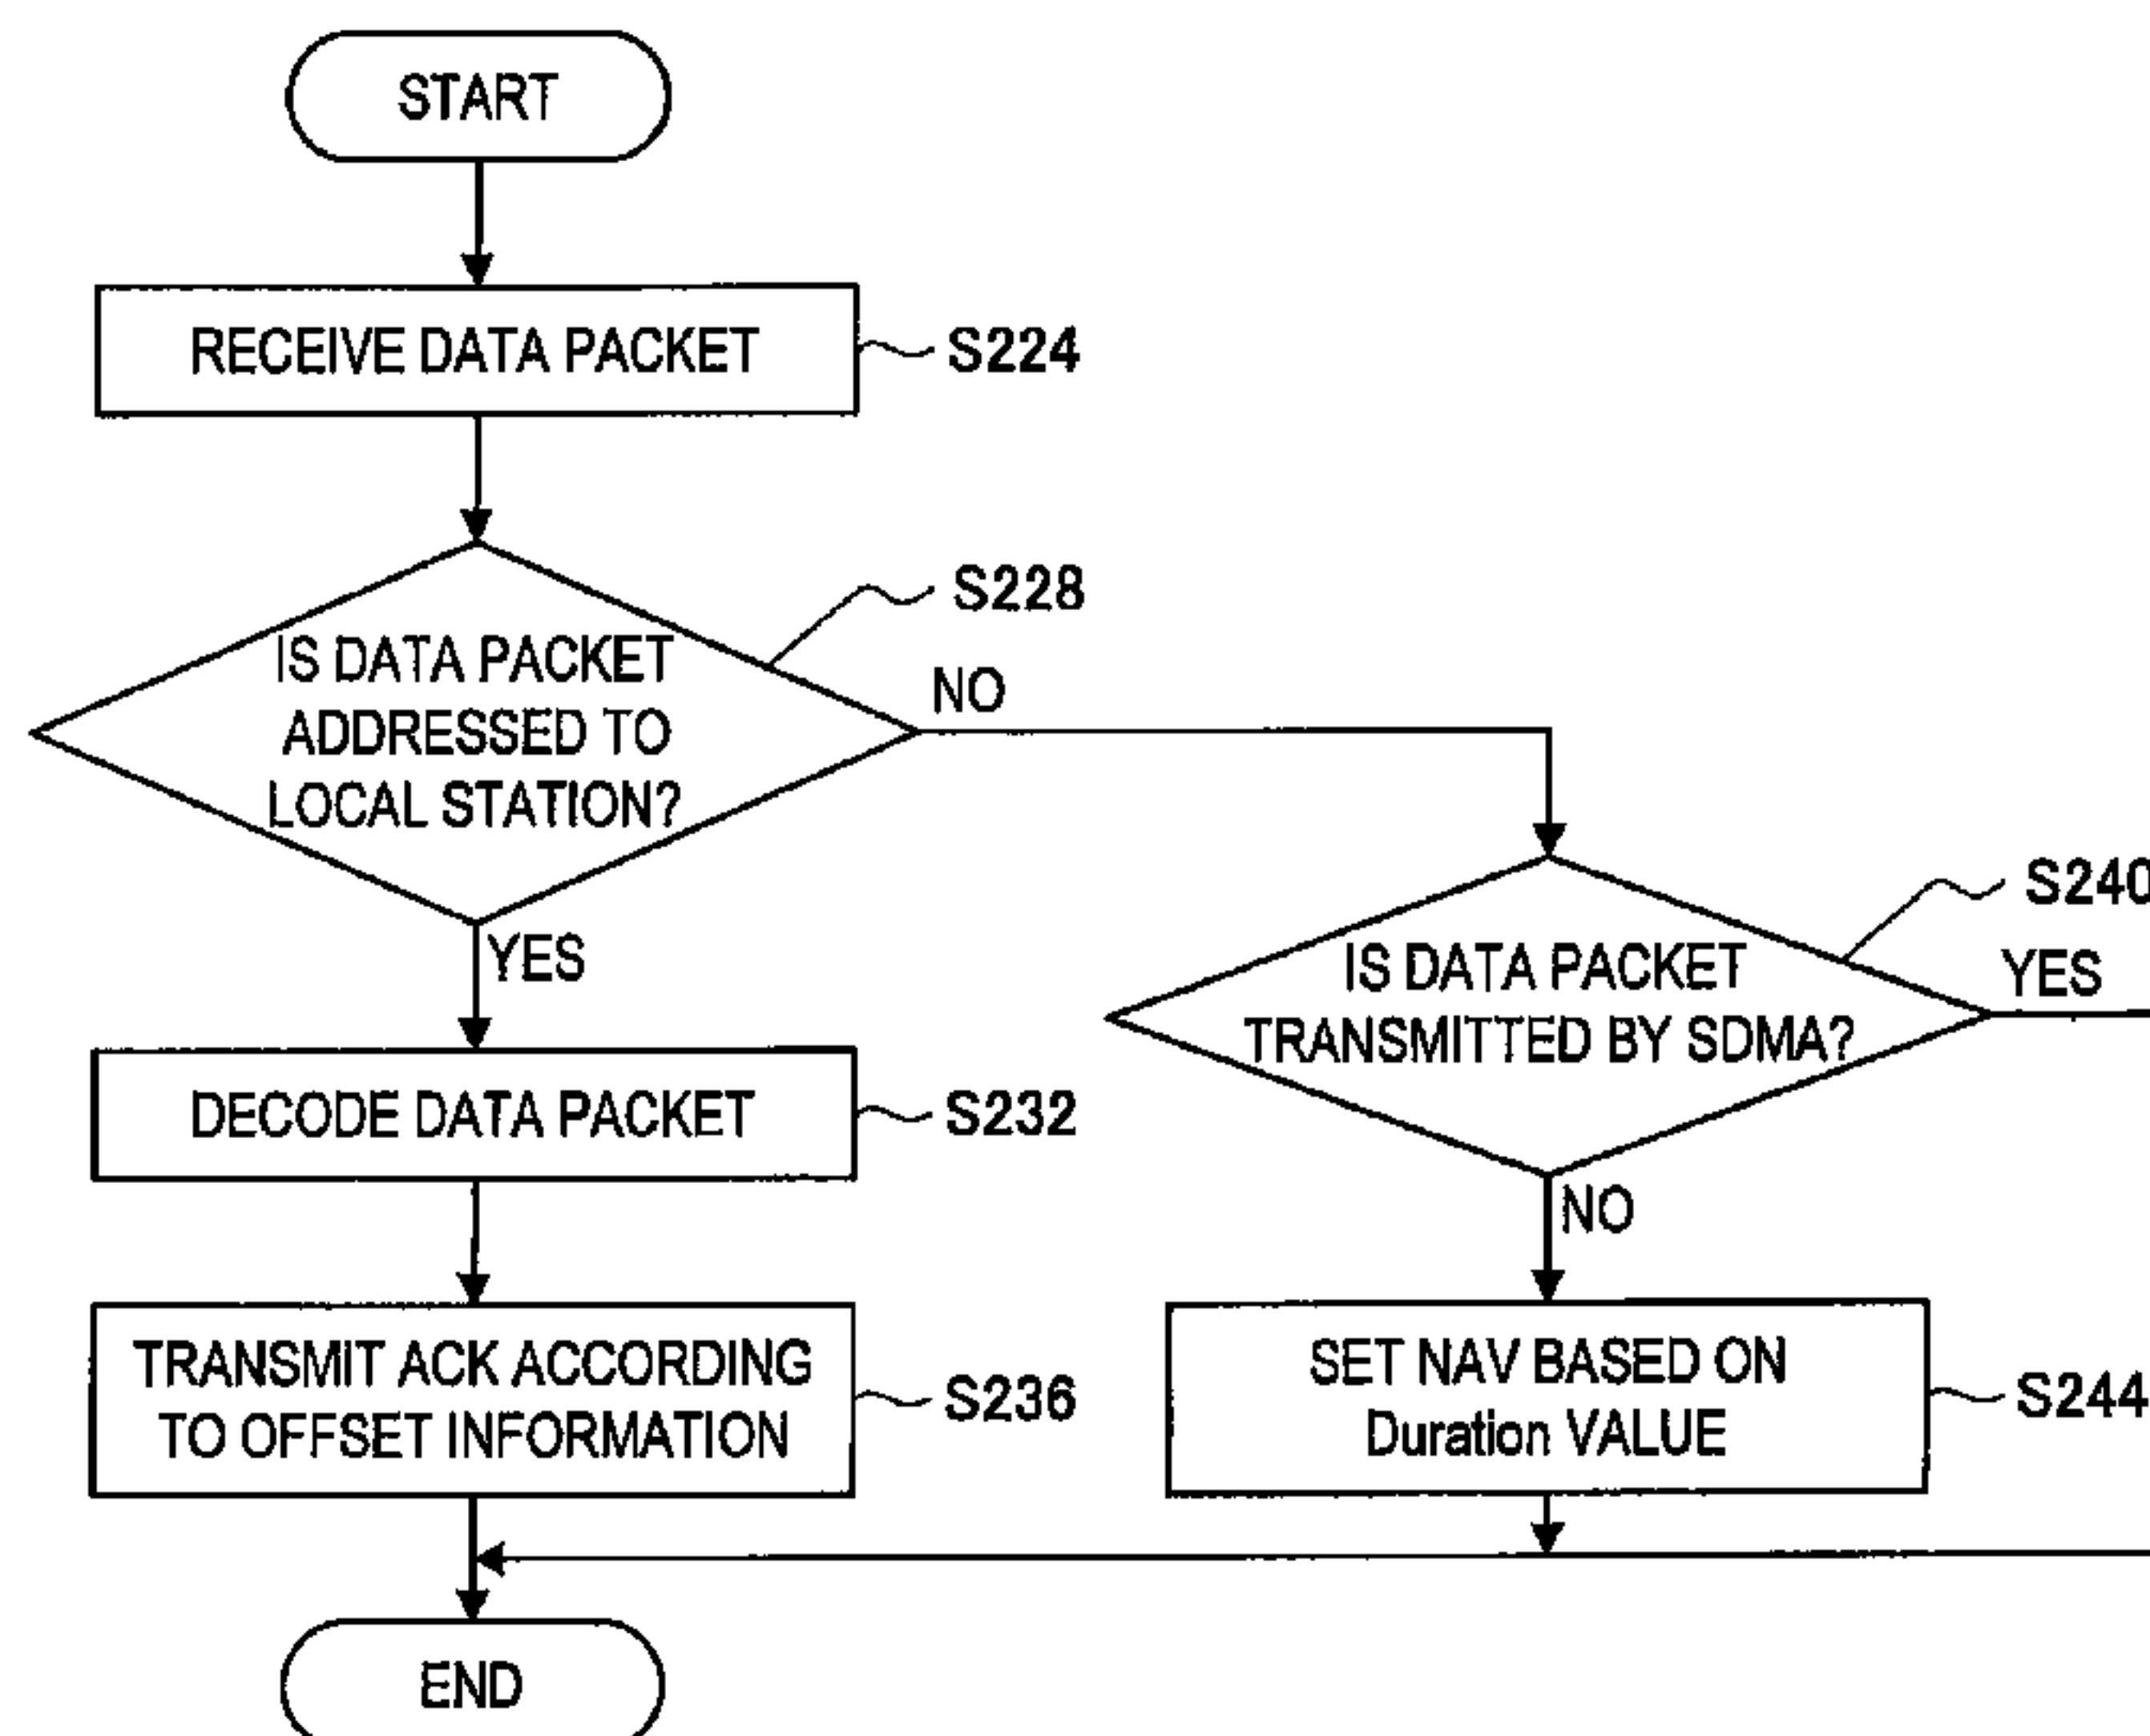 START
RECEIVE DATA PACKET
S224
IS DATA PACKET
ADDRESSED TO
LOCAL STATION?
S228
NO
YES
DECODE DATA PACKET
S232
TRANSMIT ACK ACCORDING
TO OFFSET INFORMATION
S236
IS DATA PACKET
TRANSMITTED BY SDMA?
S240
YES
NO
SET NAV BASED ON
Duration VALUE
S244
END